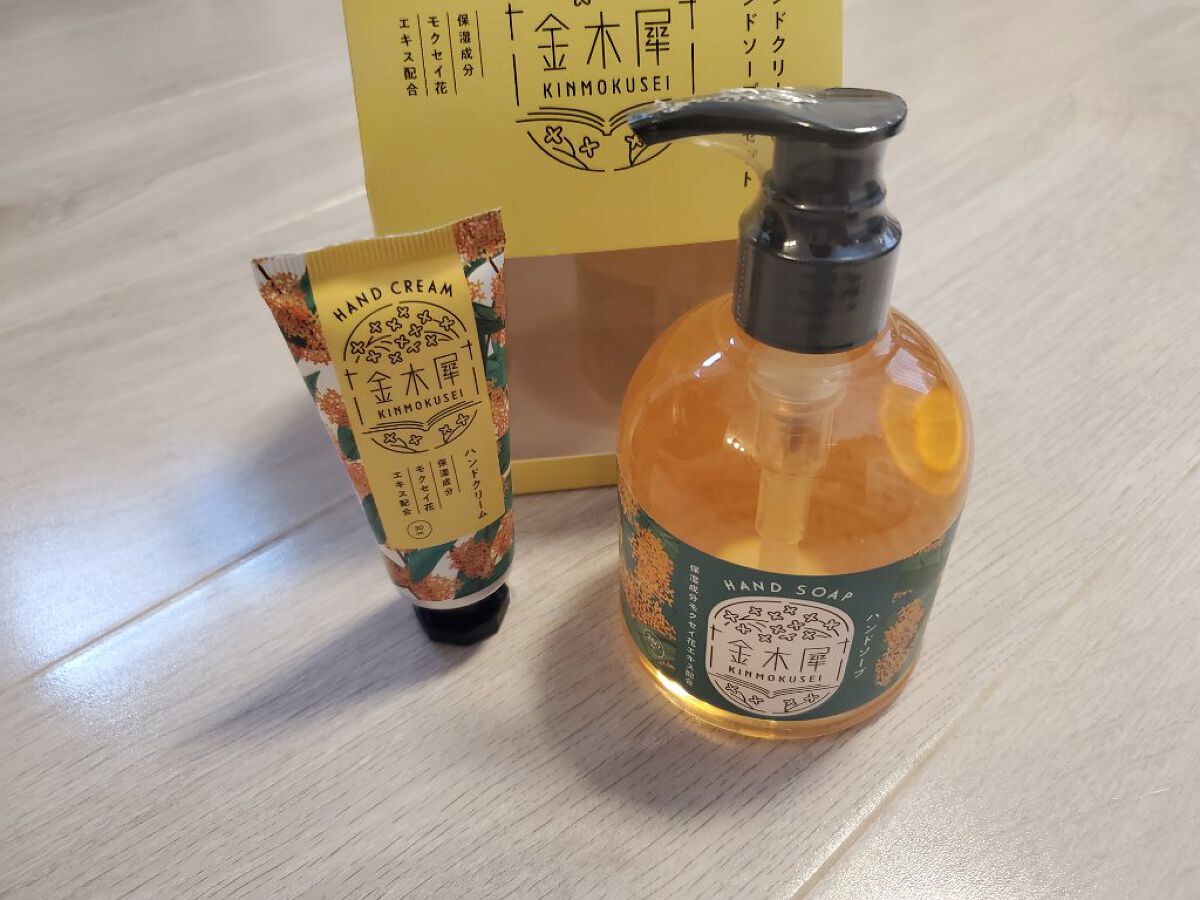 保湿成分
モクセイ花
エキス配合
金木犀
KINMOKUSEI
HAND CREAM
金木犀
KINMOKUSEI
ハンドクリーム
保湿成分
モクセイ花
エキス配合
30
ml
HAND SOAP
金木犀
KINMOKUSEI
ハンドソープ
保湿成分モクセイ花エキス配合